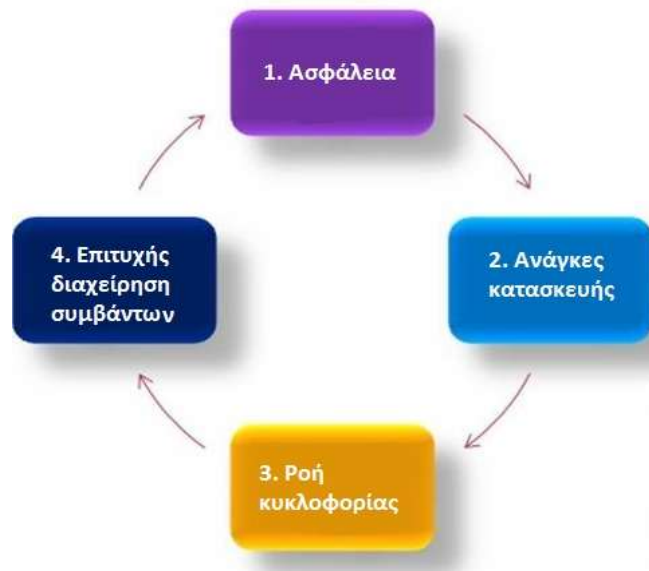 1. Ασφάλεια
2. Ανάγκες
κατασκευής
3. Ροή
κυκλοφορίας
4. Επιτυχής
διαχείρηση
συμβάντων